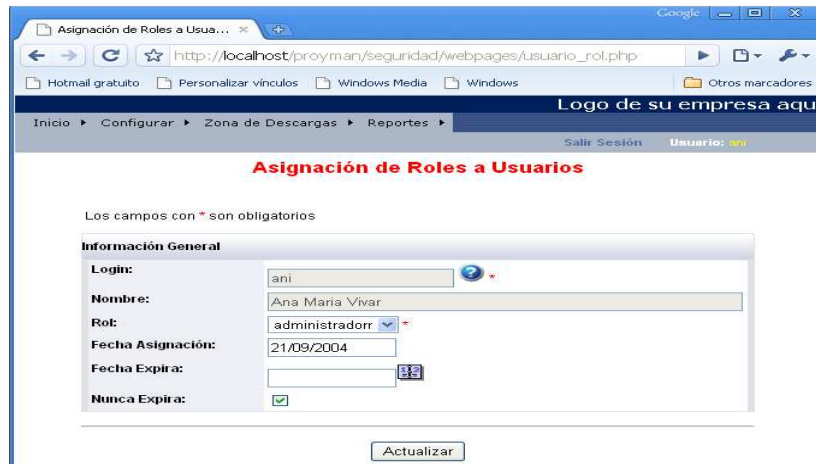 Google
Asignación de Roles a Usua...
http://localhost/proyman/seguridad/webpages/usuario_rol.php
Hotmail gratuito Personalizar vínculos Windows Media Windows Otros marcadores
Logo de su empresa aqu
Inicio Configurar Zona de Descargas Reportes
Salir Sesión Usuario: ani
Asignación de Roles a Usuarios
Los campos con * son obligatorios
Información General
Login: ani *
Nombre: Ana Maria Vivar
Rol: administradorr *
Fecha Asignación: 21/09/2004
Fecha Expira:
Nunca Expira:
Actualizar